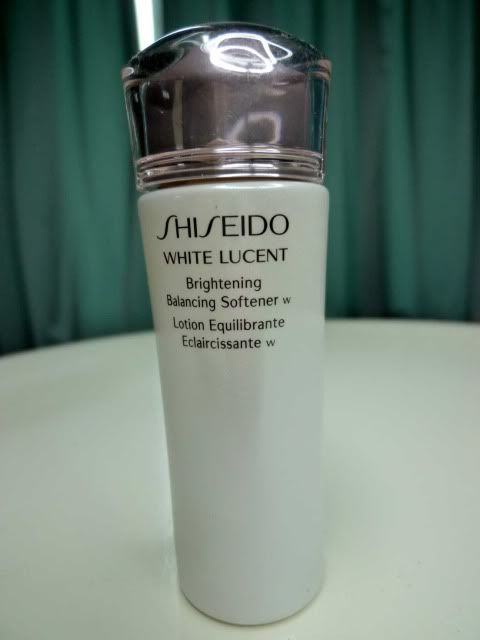 SHISEIDO
WHITE LUCENT
Brightening
Balancing Softener W
Lotion Equilibrante
Eclaircissante W